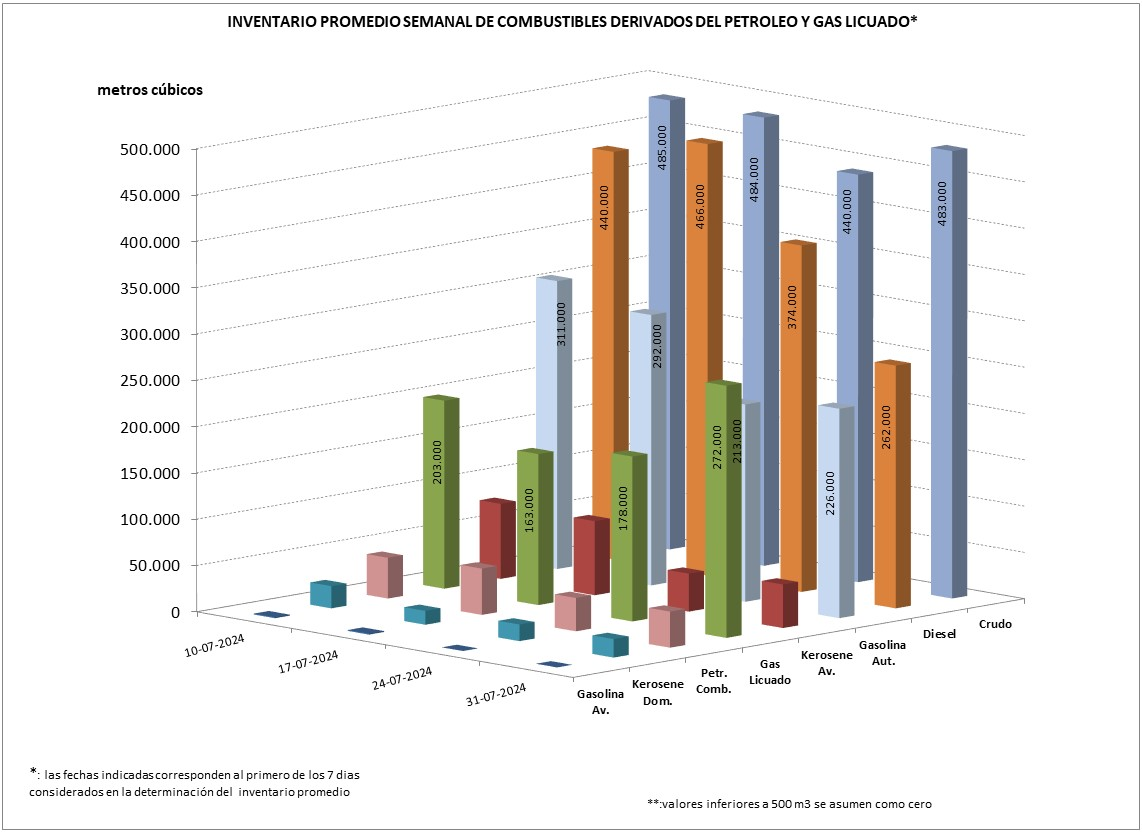 INVENTARIO PROMEDIO SEMANAL DE COMBUSTIBLES DERIVADOS DEL PETROLEO Y GAS LICUADO*
metros cúbicos
500.000
450.000
400.000
350.000
300.000
250.000
200.000
150.000
100.000
50.000
0
203.000
163.000
178.000
272.000
311.000
292.000
213.000
226.000
440.000
466.000
374.000
262.000
485.000
484.000
440.000
483.000
10-07-2024
17-07-2024
24-07-2024
31-07-2024
Gasolina
Av.
Kerosene
Dom.
Petr.
Comb.
Gas
Licuado
Kerosene
Av.
Gasolina
Aut.
Diesel
Crudo
*: las fechas indicadas corresponden al primero de los 7 dias
considerados en la determinación del inventario promedio
**:valores inferiores a 500 m3 se asumen como cero